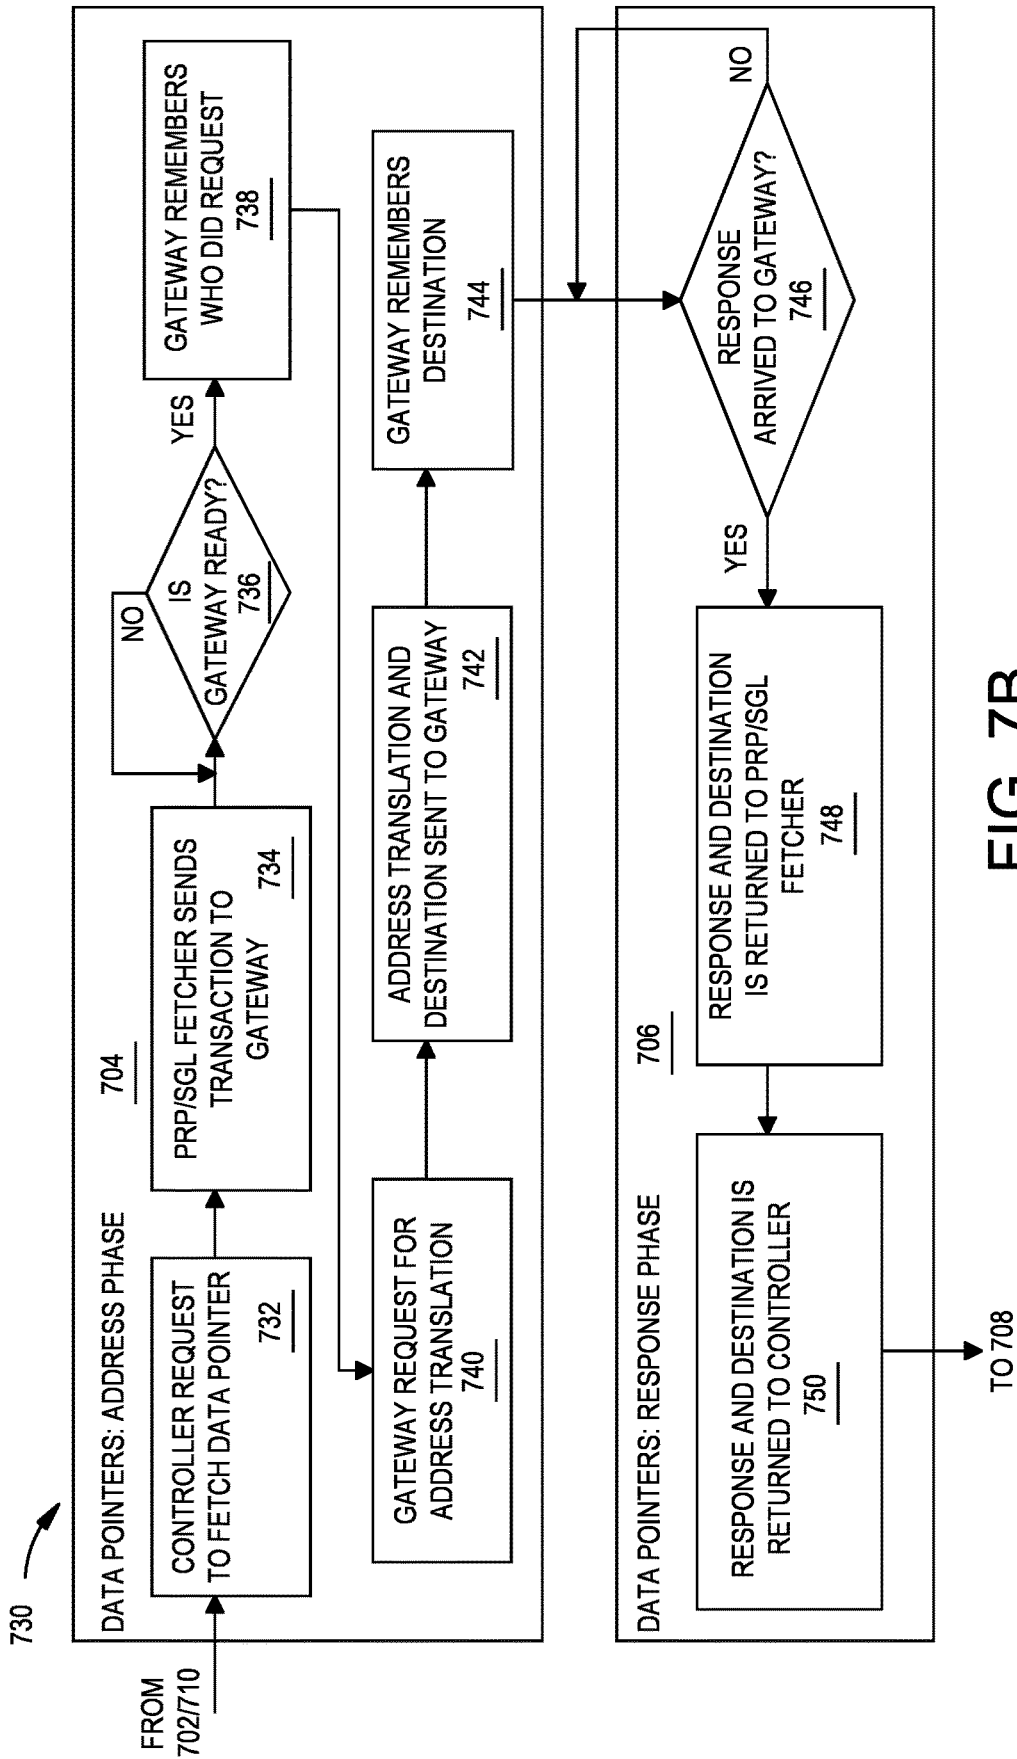 730
FROM
702/710
DATA POINTERS: ADDRESS PHASE
704
CONTROLLER REQUEST
TO FETCH DATA POINTER
732
PRP/SGL FETCHER SENDS
TRANSACTION TO
GATEWAY
734
NO
IS
GATEWAY READY?
736
YES
GATEWAY REMEMBERS
WHO DID REQUEST
738
GATEWAY REQUEST FOR
ADDRESS TRANSLATION
740
ADDRESS TRANSLATION AND
DESTINATION SENT TO GATEWAY
742
GATEWAY REMEMBERS
DESTINATION
744
DATA POINTERS: RESPONSE PHASE
706
NO
RESPONSE
ARRIVED TO GATEWAY?
746
YES
RESPONSE AND DESTINATION
IS RETURNED TO PRP/SGL
FETCHER
748
RESPONSE AND DESTINATION IS
RETURNED TO CONTROLLER
750
TO 708
FIG. 7B